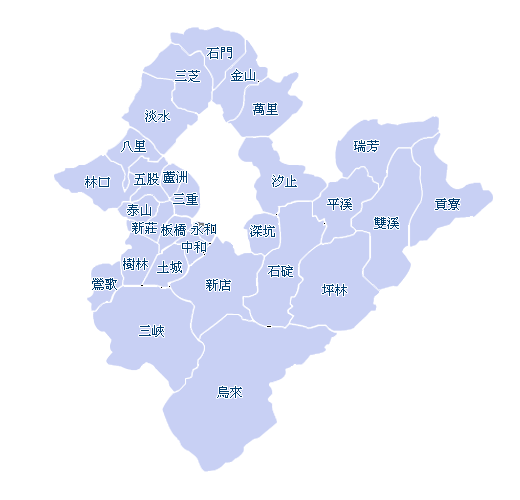 石門
三芝
金山
萬里
淡水
八里
瑞芳
林口
五股
蘆洲
汐止
三重
平溪
貢寮
泰山
雙溪
新莊
板橋
永和
深坑
中和
樹林
土城
石碇
鶯歌
新店
坪林
三峽
烏來